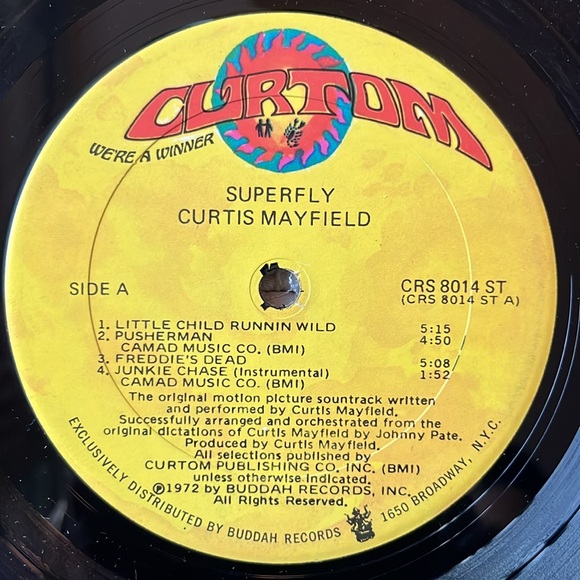 CURTOM
WE'RE A WINNER
SUPERFLY
CURTIS MAYFIELD
SIDE A
CRS 8014 ST
(CRS 8014 ST A)
1. LITTLE CHILD RUNNIN WILD 5:15
2. PUSHERMAN 4:50
CAMAD MUSIC CO. (BMI)
3. FREDDIE'S DEAD 5:08
4. JUNKIE CHASE (Instrumental) 1:52
CAMAD MUSIC CO. (BMI)
The original motion picture sountrack written
and performed by Curtis Mayfield.
Successfully arranged and orchestrated from the
original dictations of Curtis Mayfield by Johnny Pate.
Produced by Curtis Mayfield.
All selections published by
CURTOM PUBLISHING CO. INC. (BMI)
unless otherwise indicated.
Ⓟ1972 by BUDDAH RECORDS, INC.
All Rights Reserved.
EXCLUSIVELY DISTRIBUTED BY BUDDAH RECORDS 1650 BROADWAY, N.Y.C.